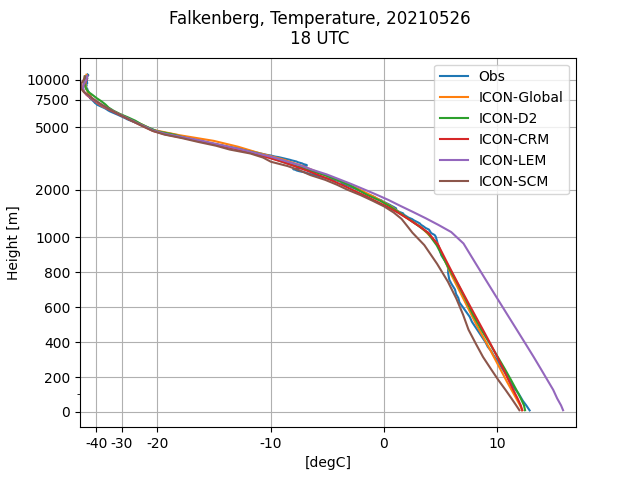 Falkenberg, Temperature, 20210526
18 UTC
Obs
ICON-Global
ICON-D2
ICON-CRM
ICON-LEM
ICON-SCM
Height [m]
10000
7500
5000
2000
1000
800
600
400
200
0
-40
-30
-20
-10
0
10
[degC]